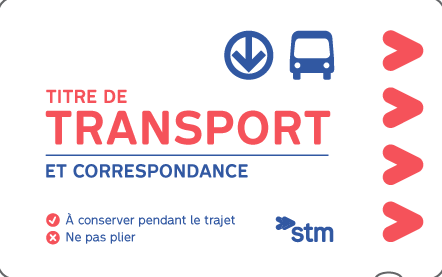 TITRE DE
TRANSPORT
ET CORRESPONDANCE
À conserver pendant le trajet
Ne pas plier
stm